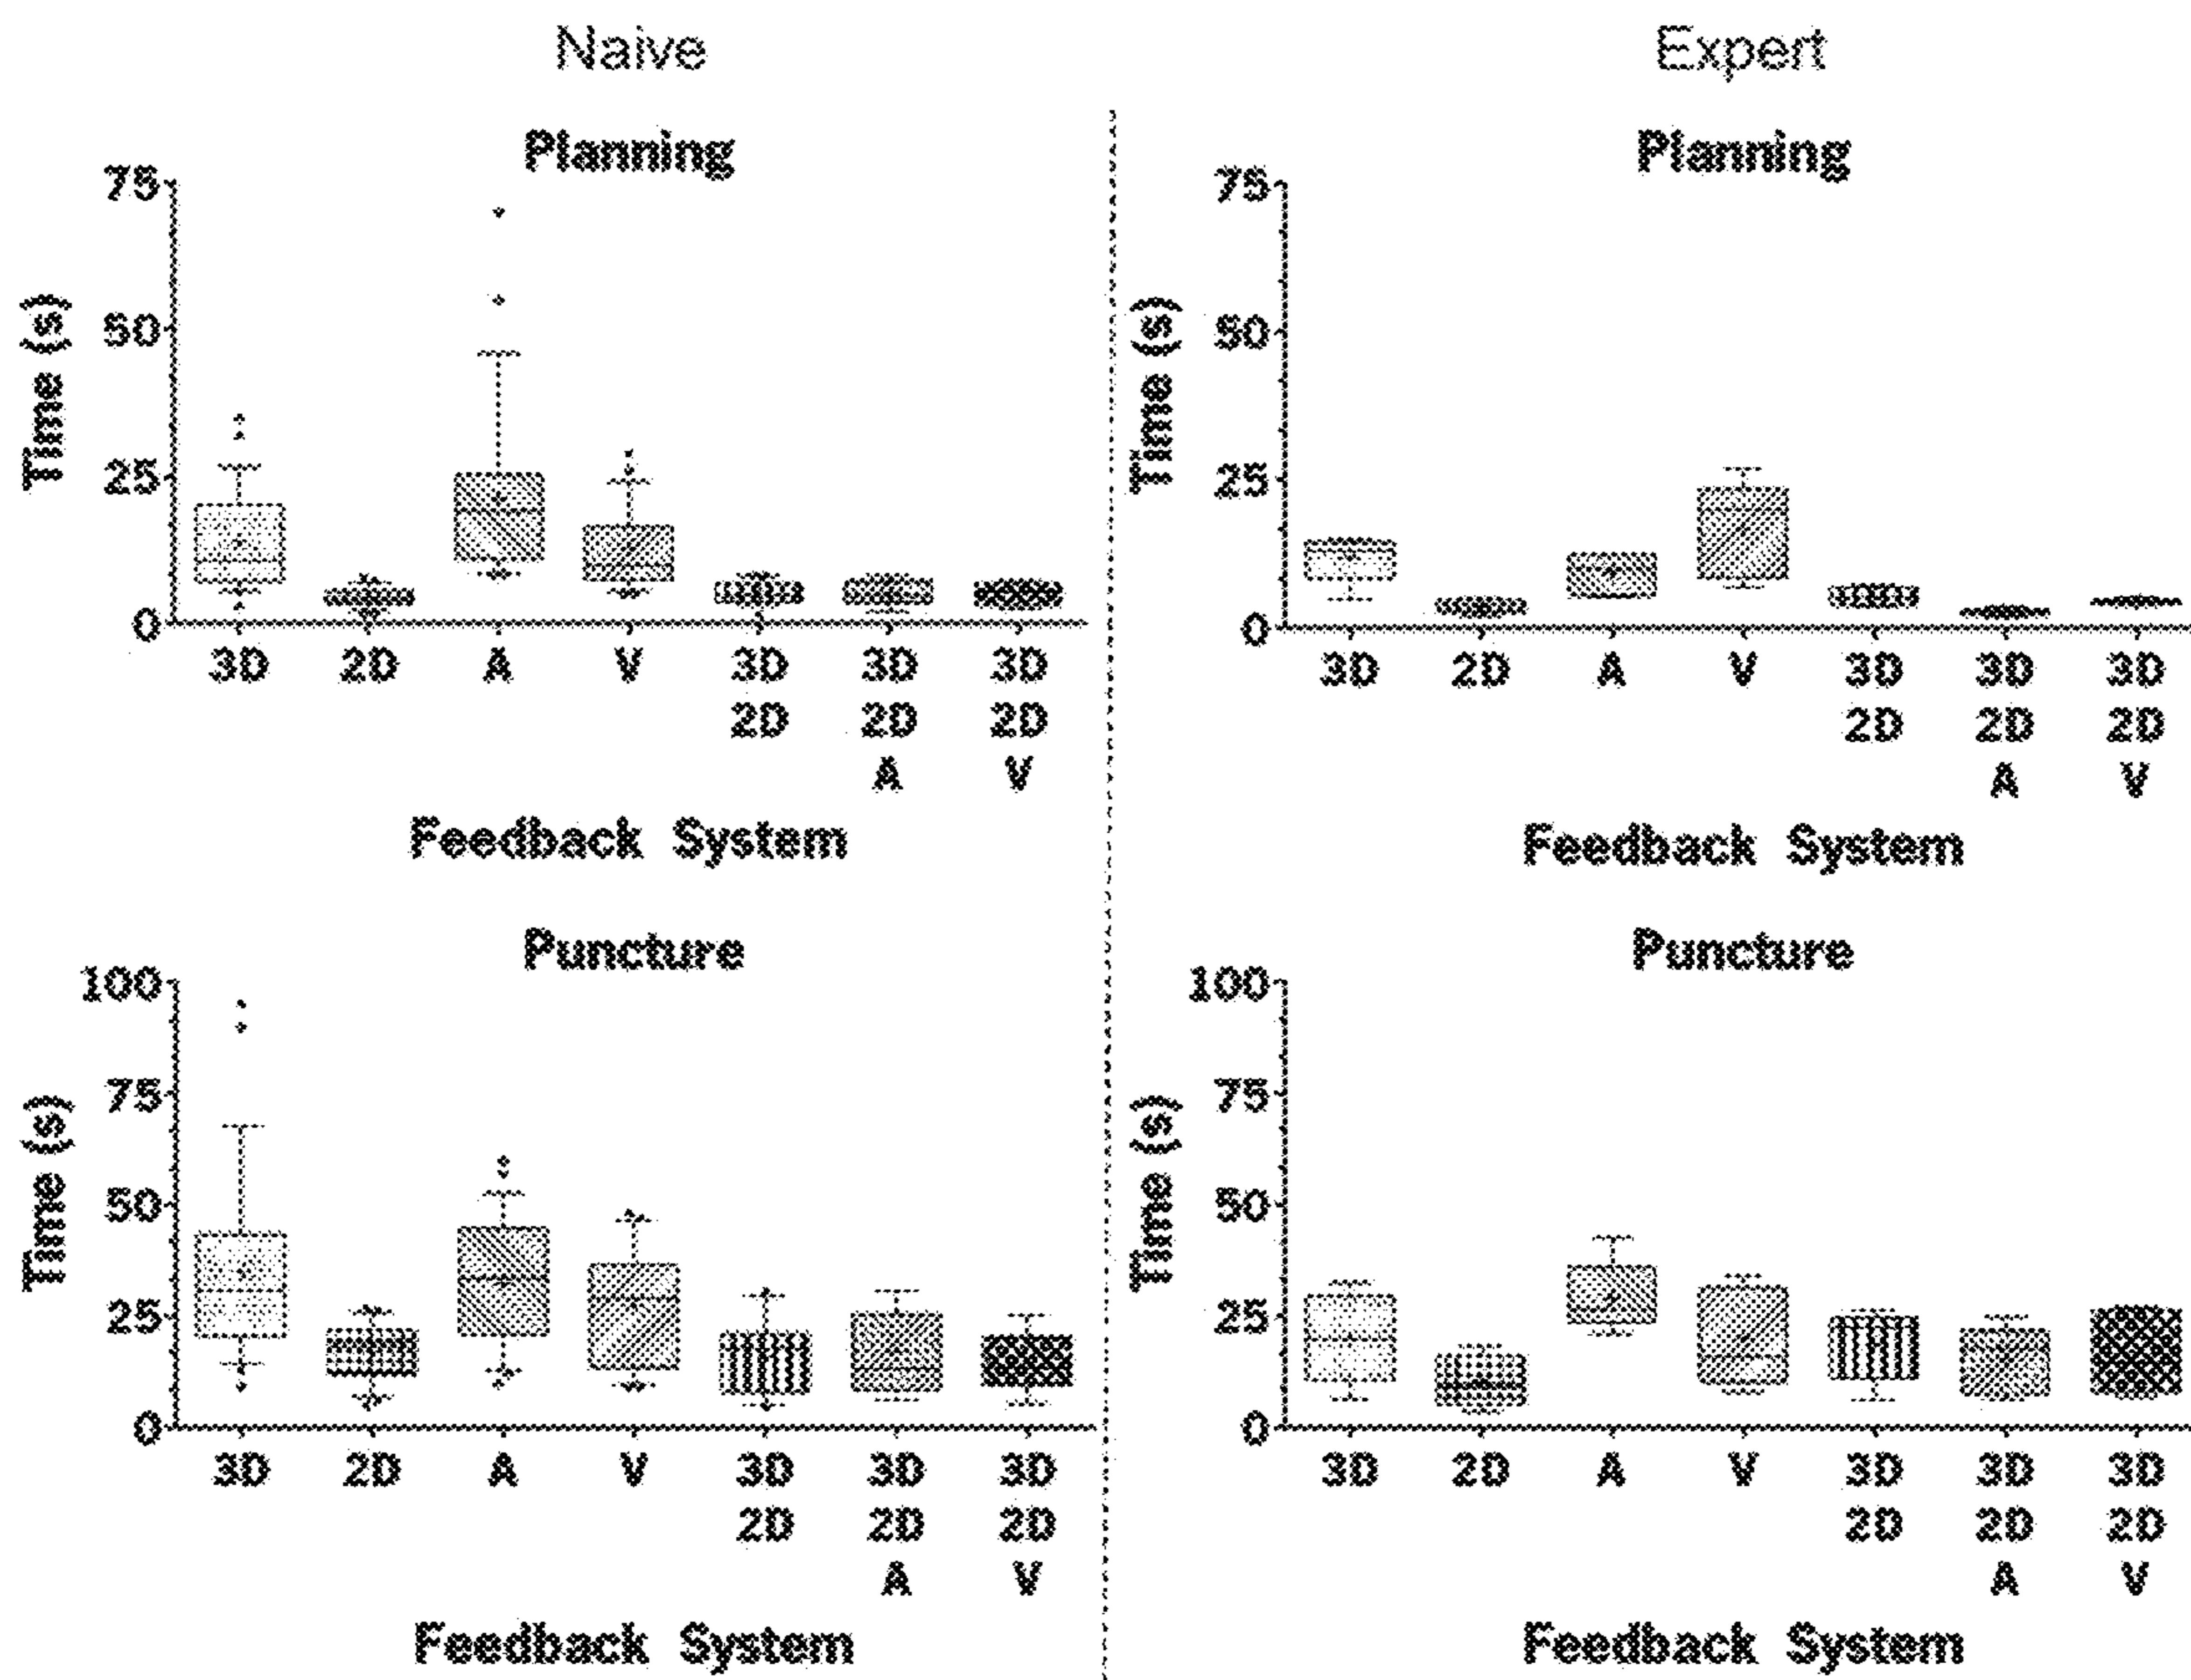 Naive
Expert
Planning
Time (s)
75
50
25
0
3D 2D A V 3D 3D 3D
2D 2D 2D
A V
Feedback System
Planning
Time (s)
75
50
25
0
3D 2D A V 3D 3D 3D
2D 2D 2D
A V
Feedback System
Puncture
Time (s)
100
75
50
25
0
3D 2D A V 3D 3D 3D
2D 2D 2D
A V
Feedback System
Puncture
Time (s)
100
75
50
25
0
3D 2D A V 3D 3D 3D
2D 2D 2D
A V
Feedback System